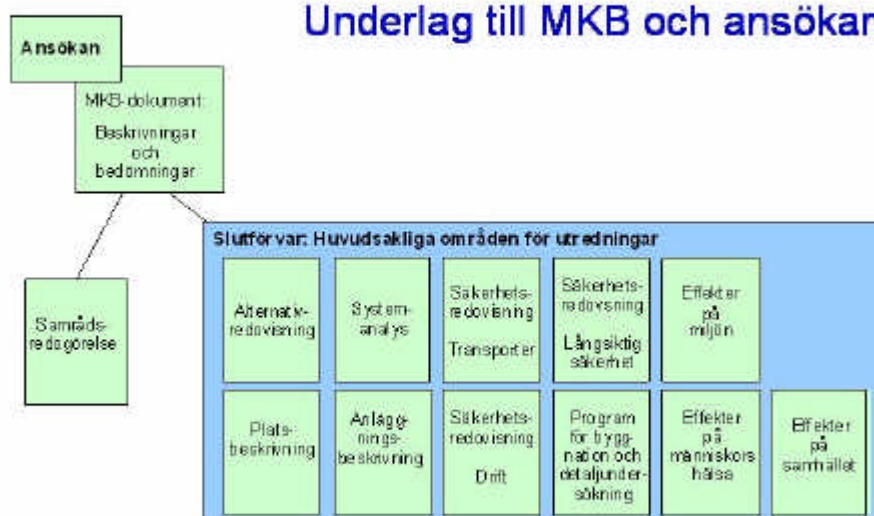 Underlag till MKB och ansökan
Ansökan
MKB-dokument:
Beskrivningar
och
bedömningar
Samråds-
redogörelse
Slutförvar: Huvudsakliga områden för utredningar
Alternativ-
redovisning
System-
analys
Säkerhets-
redovisning
Transporter
Säkerhets-
redovsning
Långsiktig
säkerhet
Effekter
på
miljön
Plats-
beskrivning
Anlägg-
nings-
beskrivning
Säkerhets-
redovisning
Drift
Program
för bygg-
nation och
detaljunder-
sökning
Effekter
på
människors
hälsa
Effekter
på
samhället